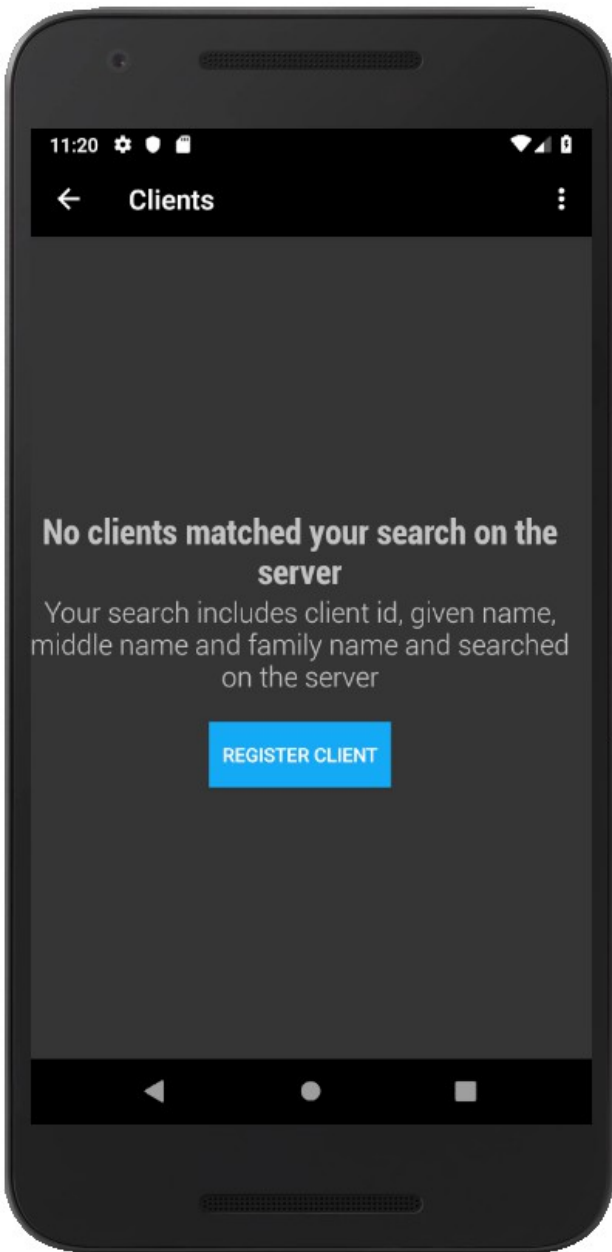 11:20
Clients
No clients matched your search on the
server
Your search includes client id, given name,
middle name and family name and searched
on the server
REGISTER CLIENT